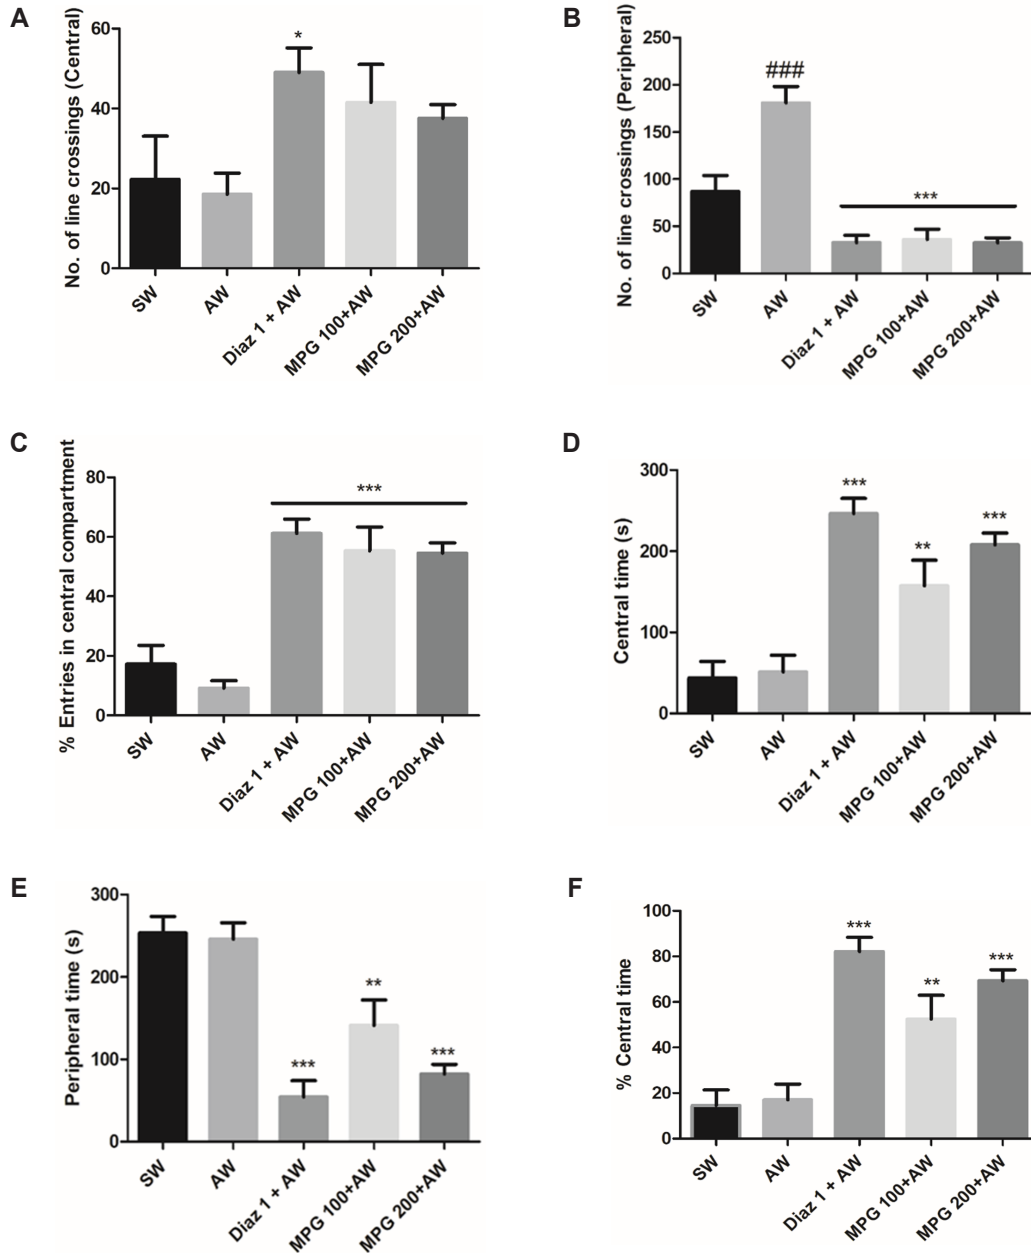 A
No. of line crossings (Central)
60
40
20
0
*
SW
AW
Diaz 1 + AW
MPG 100+AW
MPG 200+AW
B
No. of line crossings (Peripheral)
250
200
150
100
50
0
###
***
SW
AW
Diaz 1 + AW
MPG 100+AW
MPG 200+AW
C
% Entries in central compartment
80
60
40
20
0
***
SW
AW
Diaz 1 + AW
MPG 100+AW
MPG 200+AW
D
Central time (s)
300
200
100
0
***
**
***
SW
AW
Diaz 1 + AW
MPG 100+AW
MPG 200+AW
E
Peripheral time (s)
300
200
100
0
***
**
***
SW
AW
Diaz 1 + AW
MPG 100+AW
MPG 200+AW
F
% Central time
100
80
60
40
20
0
***
**
***
SW
AW
Diaz 1 + AW
MPG 100+AW
MPG 200+AW